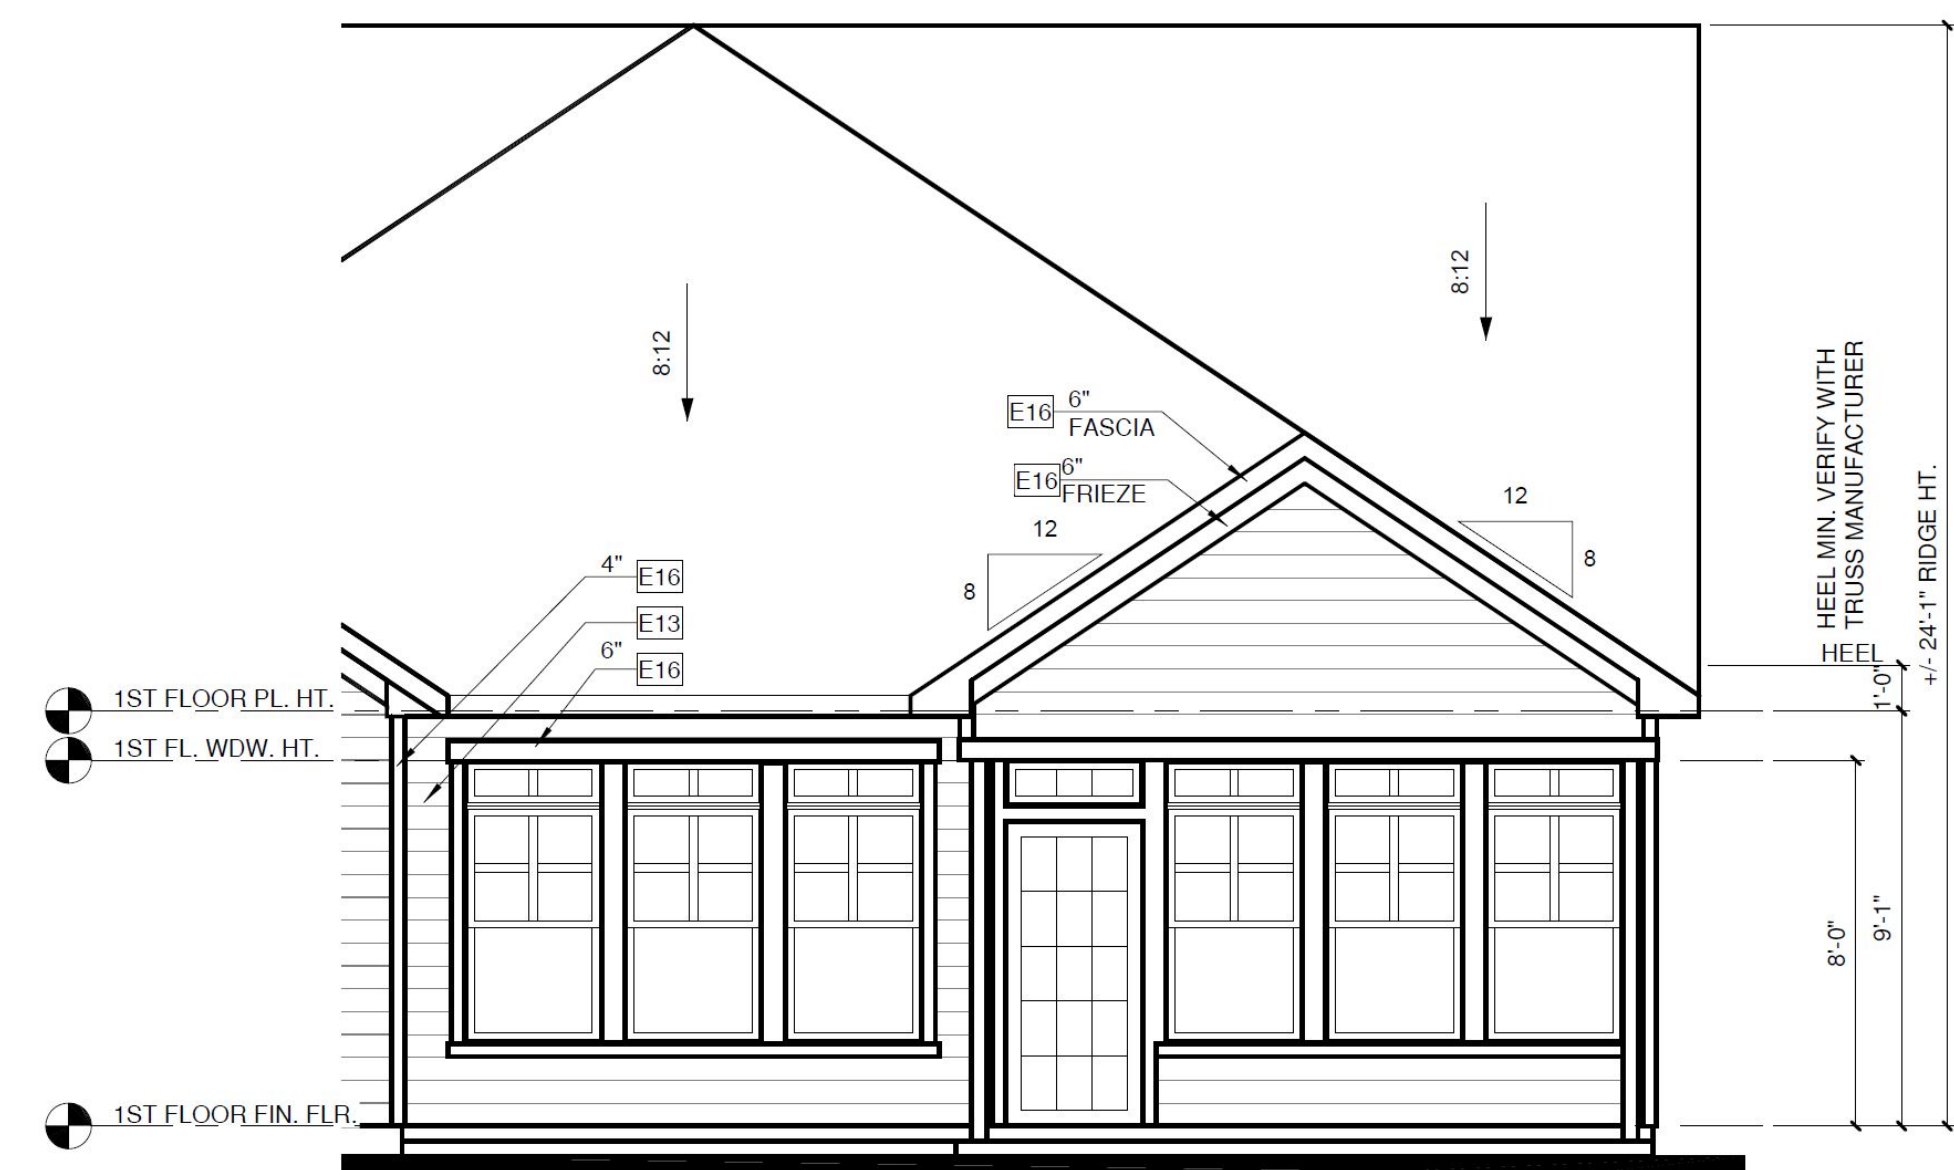 8:12
8:12
HEEL MIN. VERIFY WITH
TRUSS MANUFACTURER
+/- 24'-1" RIDGE HT.
E16 6"
FASCIA
E16 6"
FRIEZE
12
8
12
8
4" E16
E13
6" E16
HEEL
1'-0"
1ST FLOOR PL. HT.
1ST FL. WDW. HT.
8'-0"
9'-1"
1ST FLOOR FIN. FLR.